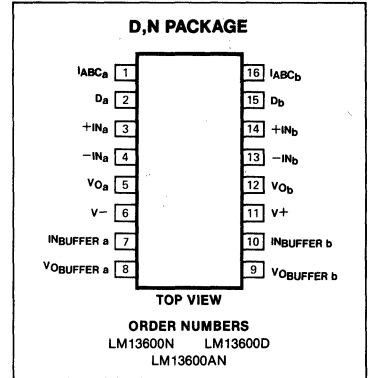 D,N PACKAGE
IABCa 1 16 IABCb
Da 2 15 Db
+INa 3 14 +INb
−INa 4 13 −INb
VOa 5 12 VOb
V− 6 11 V+
INBUFFER a 7 10 INBUFFER b
VOBUFFER a 8 9 VOBUFFER b
TOP VIEW
ORDER NUMBERS
LM13600N LM13600D
LM13600AN